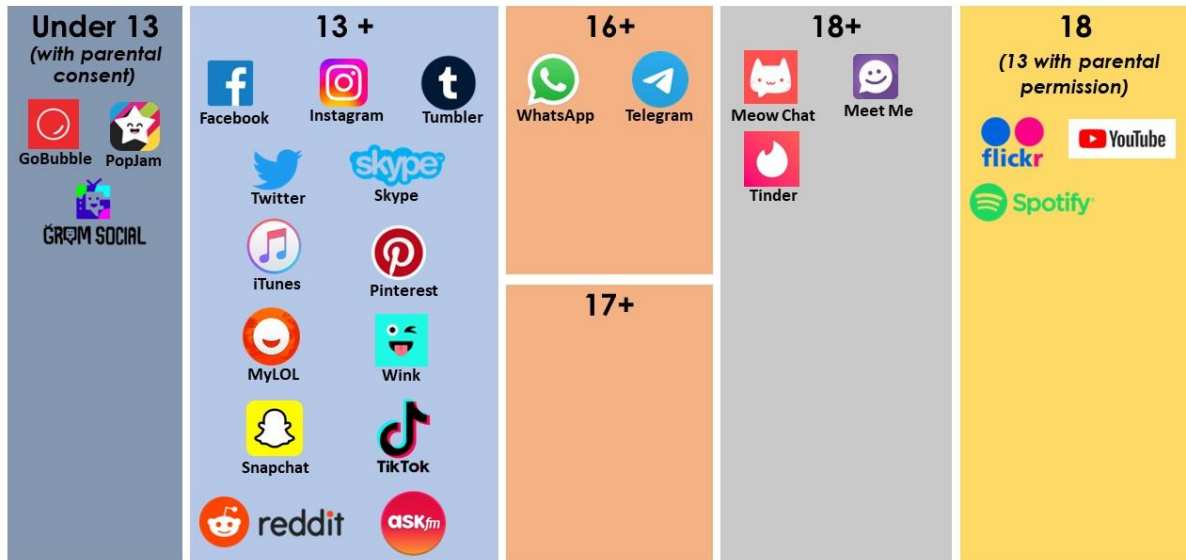 Under 13
(with parental
consent)
GoBubble PopJam
GROM SOCIAL
13 +
f
t
Facebook Instagram Tumbler
skype
Twitter Skype
iTunes Pinterest
MyLOL Wink
Snapchat TikTok
reddit ASKfm
16+
WhatsApp Telegram
17+
18+
Meow Chat Meet Me
Tinder
18
(13 with parental
permission)
flickr YouTube
Spotify